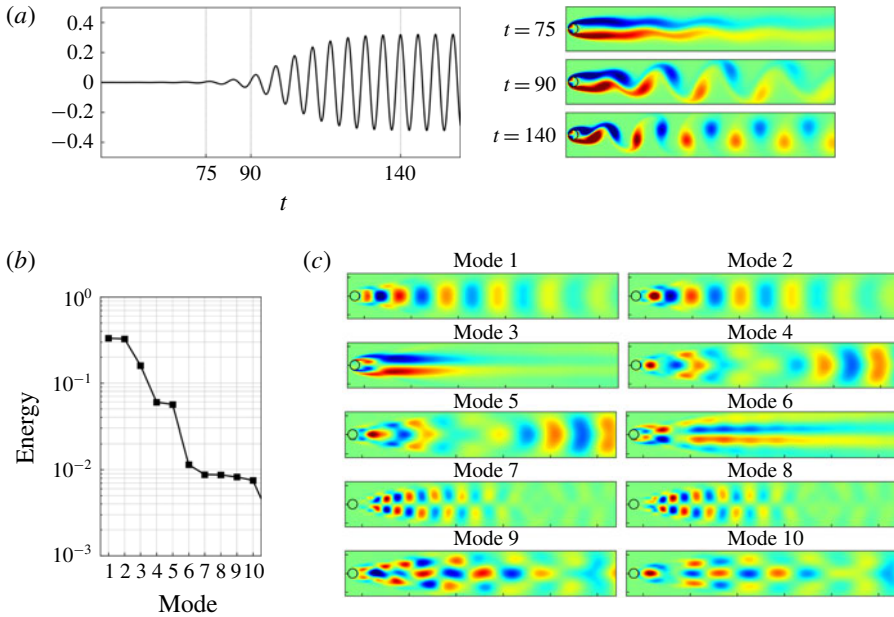 (a)
0.4
0.2
0
−0.2
−0.4
75
90
140
t
t = 75
t = 90
t = 140
(b)
10⁰
10⁻¹
10⁻²
10⁻³
Energy
1 2 3 4 5 6 7 8 9 10
Mode
(c)
Mode 1
Mode 2
Mode 3
Mode 4
Mode 5
Mode 6
Mode 7
Mode 8
Mode 9
Mode 10